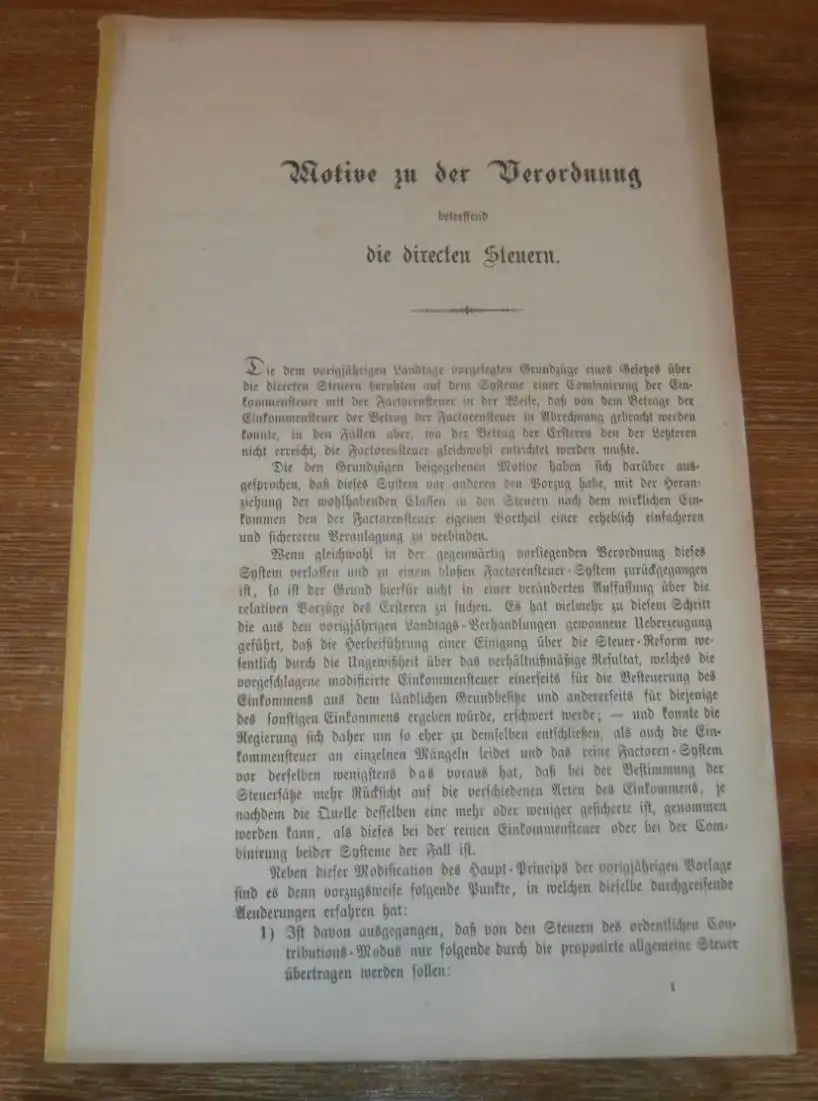 Motive zu der Verordnung
betreffend
die directen Steuern.
Die dem vorigjährigen Landtage vorgelegten Grundzüge eines Gesetzes über
die directen Steuern beruhten auf dem Systeme einer Combinirung der Ein-
kommensteuer mit der Factorensteuer in der Weise, daß von dem Betrage der
Einkommensteuer der Betrag der Factorensteuer in Abrechnung gebracht werden
konnte, in den Fällen aber, wo der Betrag der Ersteren den der Letzteren
nicht erreicht, die Factorensteuer gleichwohl entrichtet werden mußte.
Die den Grundzügen beigegebenen Motive haben sich darüber aus-
gesprochen, daß dieses System vor anderen den Vorzug habe, mit der Heran-
ziehung der wohlhabenden Classen zu den Steuern nach dem wirklichen Ein-
kommen den der Factorensteuer eigenen Vortheil einer erheblich einfacheren
und sichereren Veranlagung zu verbinden.
Wenn gleichwohl in der gegenwärtig vorliegenden Verordnung dieses
System verlassen und zu einem bloßen Factorensteuer-System zurückgegangen
ist, so ist der Grund hierfür nicht in einer veränderten Auffassung über die
relativen Vorzüge des Ersteren zu suchen. Es hat vielmehr zu diesem Schritt
die aus den vorigjährigen Landtags-Verhandlungen gewonnene Ueberzeugung
geführt, daß die Herbeiführung einer Einigung über die Steuer-Reform we-
sentlich durch die Ungewißheit über das verhältnißmäßige Resultat, welches die
vorgeschlagene modificirte Einkommensteuer einerseits für die Besteuerung des
Einkommens aus dem ländlichen Grundbesitze und andererseits für diejenige
des sonstigen Einkommens ergeben würde, erschwert werde; — und konnte die
Regierung sich daher um so eher zu demselben entschließen, als auch die Ein-
kommensteuer an einzelnen Mängeln leidet und das reine Factoren-System
vor derselben wenigstens das voraus hat, daß bei der Bestimmung der
Steuersätze mehr Rücksicht auf die verschiedenen Arten des Einkommens, je
nachdem die Quelle desselben eine mehr oder weniger gesicherte ist, genommen
werden kann, als dieses bei der reinen Einkommensteuer oder bei der Com-
binirung beider Systeme der Fall ist.
Neben dieser Modification des Haupt-Princips der vorigjährigen Vorlage
sind es denn vorzugsweise folgende Punkte, in welchen dieselbe durchgreifende
Aenderungen erfahren hat:
1) Ist davon ausgegangen, daß von den Steuern des ordentlichen Con-
tributions-Modus nur folgende durch die proponirte allgemeine Steuer
übertragen werden sollen:
1